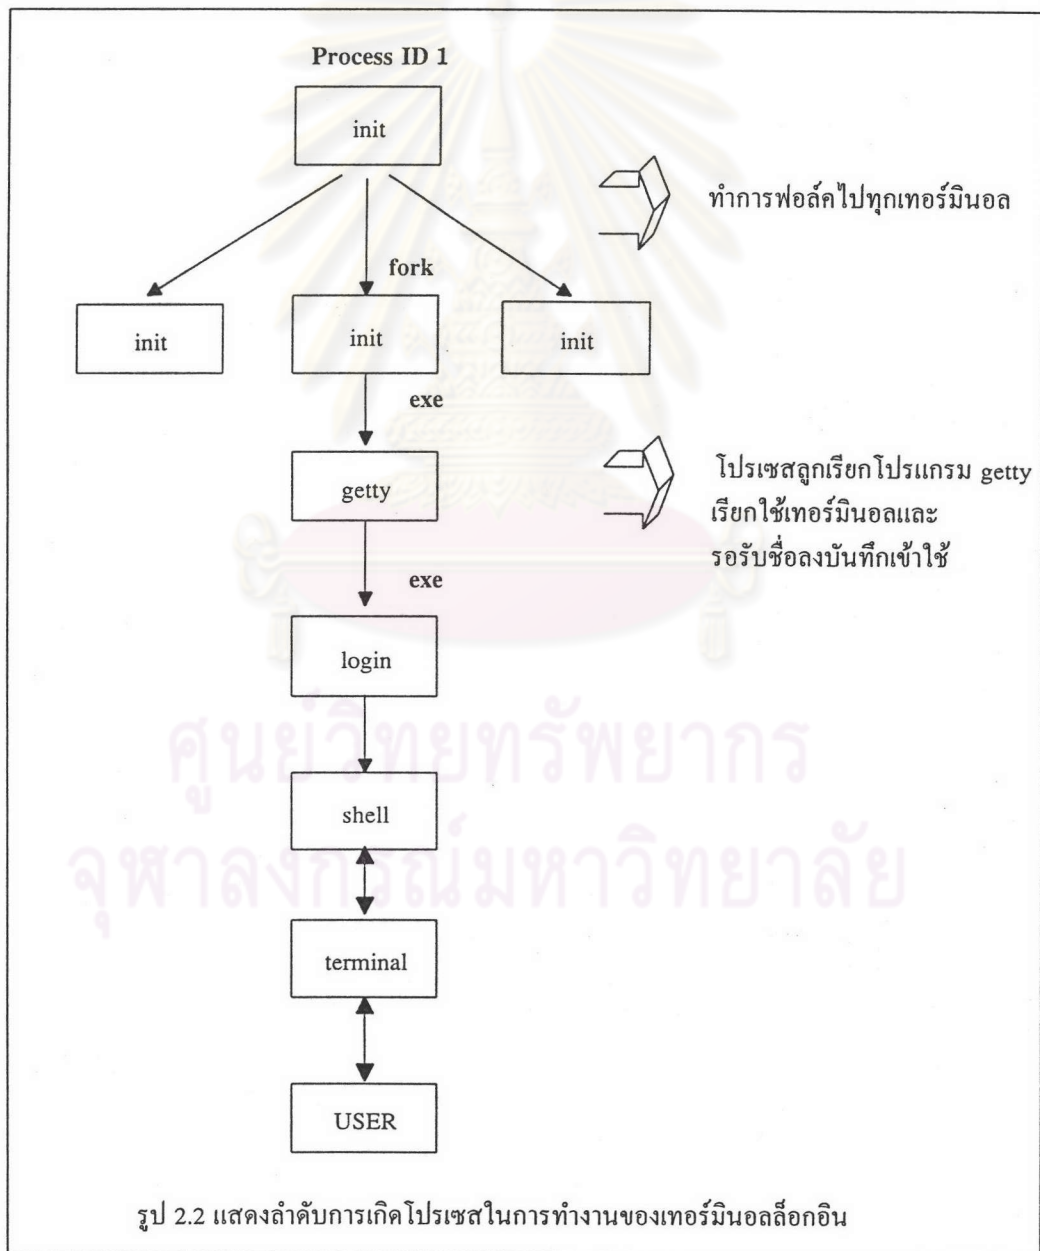 Process ID 1
init
ทำการฟอล์คไปทุกเทอร์มินอล
fork
init
init
init
exe
getty
โปรเซสลูกเรียกโปรแกรม getty
เรียกใช้เทอร์มินอลและ
รอรับชื่อลงบันทึกเข้าใช้
exe
login
shell
ศูนย์วิทยทรัพยากร
จุฬาลงกรณ์มหาวิทยาลัย
terminal
USER
รูป 2.2 แสดงลำดับการเกิดโปรเซสในการทำงานของเทอร์มินอลล็อกอิน